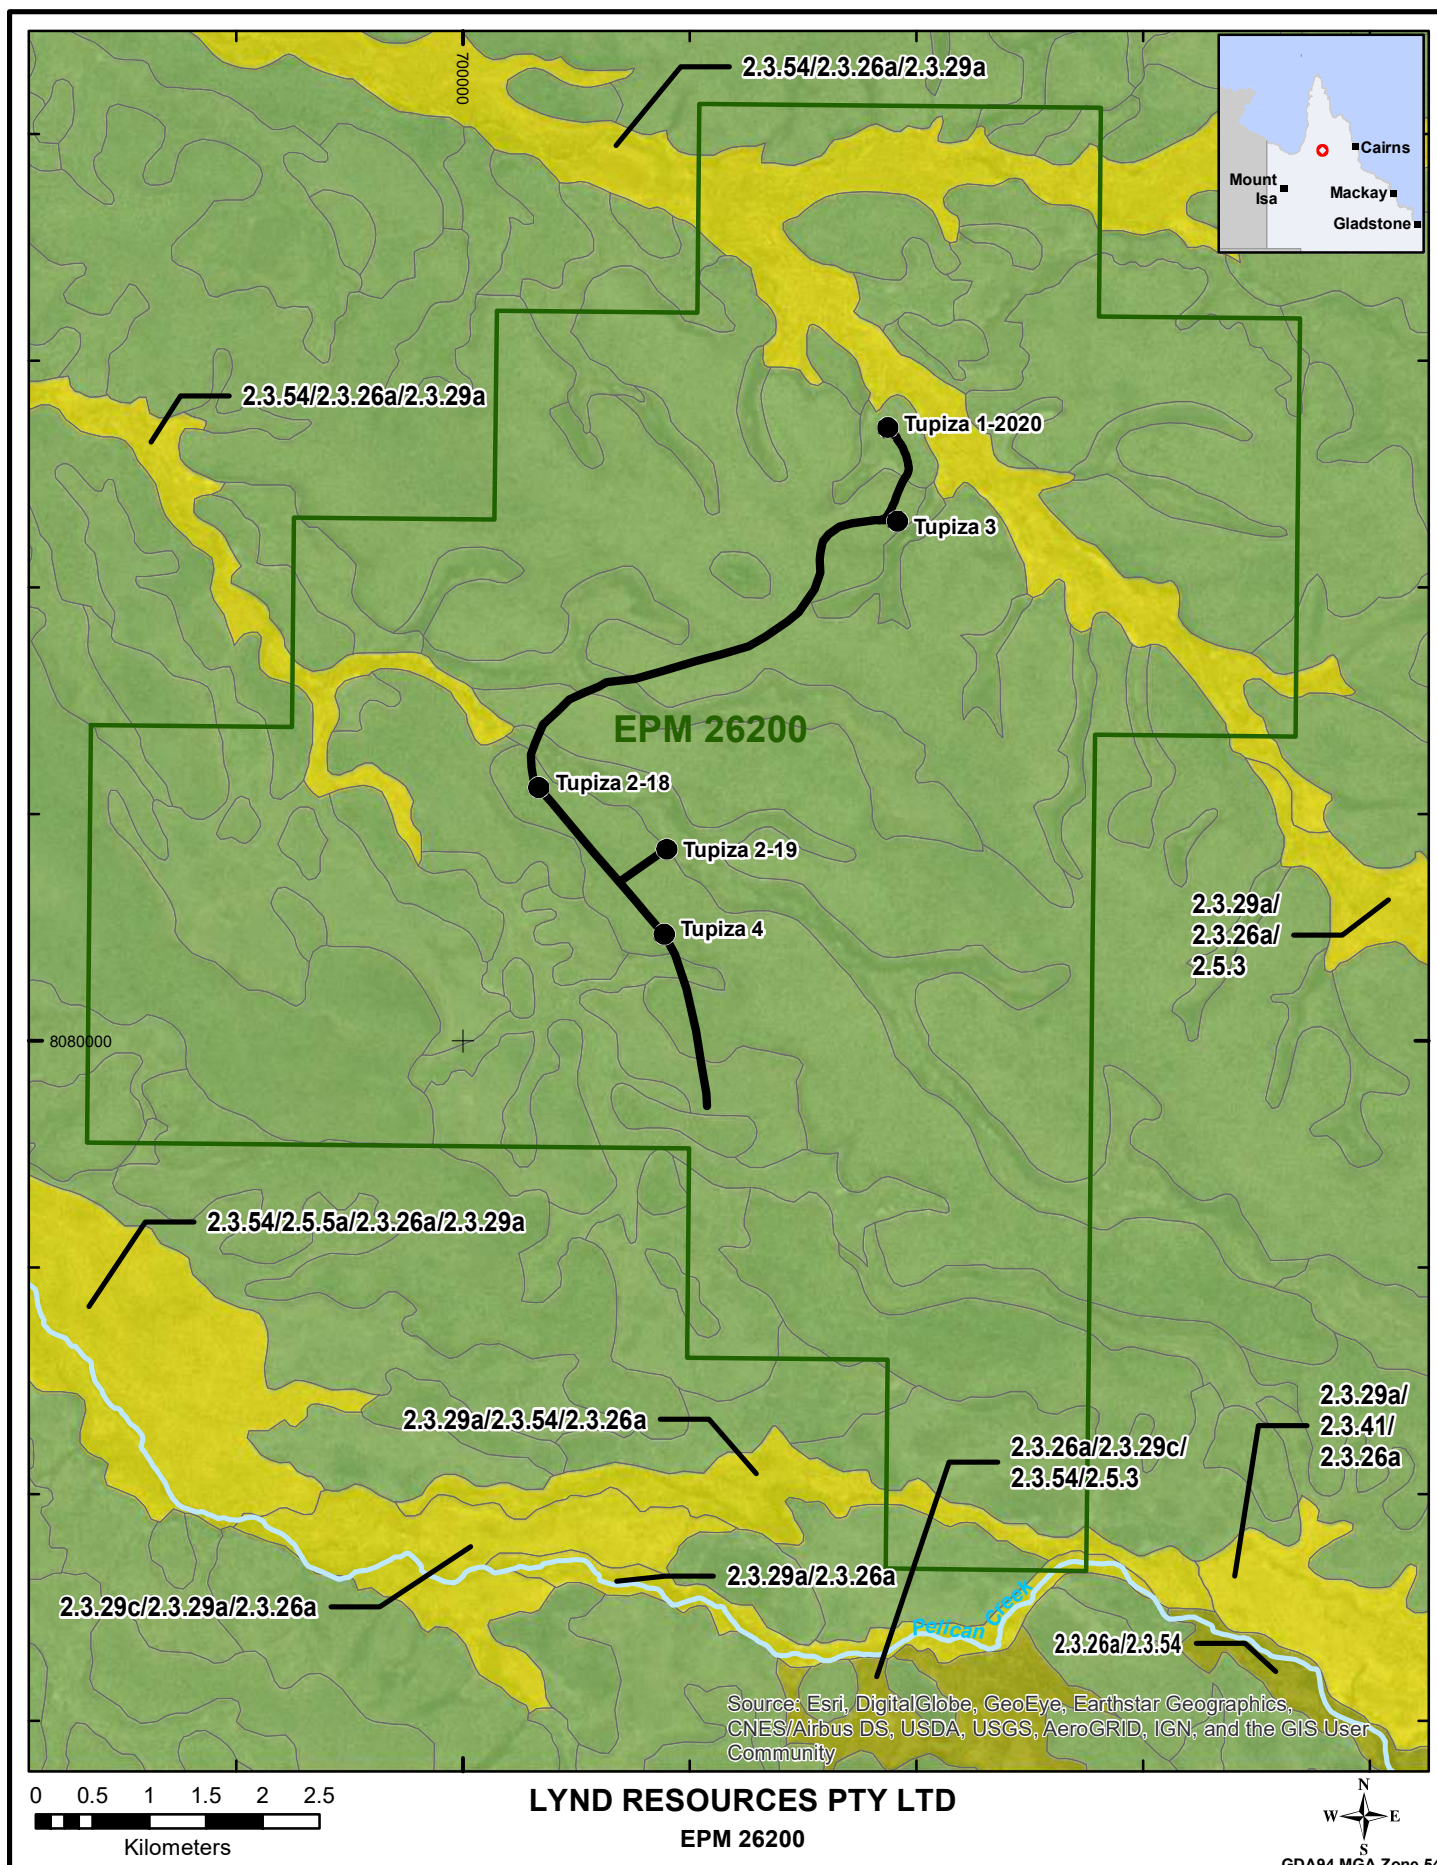 700000
2.3.54/2.3.26a/2.3.29a
Cairns
Mount
Isa
Mackay
Gladstone
2.3.54/2.3.26a/2.3.29a
Tupiza 1-2020
Tupiza 3
EPM 26200
Tupiza 2-18
Tupiza 2-19
Tupiza 4
2.3.29a/
2.3.26a/
2.5.3
8080000
2.3.54/2.5.5a/2.3.26a/2.3.29a
2.3.29a/2.3.54/2.3.26a
2.3.29a/
2.3.41/
2.3.26a
2.3.26a/2.3.29c/
2.3.54/2.5.3
2.3.29a/2.3.26a
2.3.29c/2.3.29a/2.3.26a
Pelican Creek
2.3.26a/2.3.54
Source: Esri, DigitalGlobe, GeoEye, Earthstar Geographics,
CNES/Airbus DS, USDA, USGS, AeroGRID, IGN, and the GIS User
Community
0 0.5 1 1.5 2 2.5
Kilometers
LYND RESOURCES PTY LTD
EPM 26200
N
W E
S
GDA94 MGA Zone 54